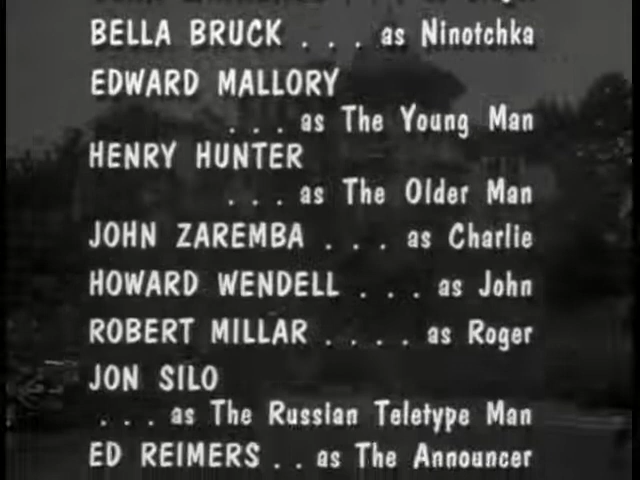 BELLA BRUCK . . . as Ninotchka
EDWARD MALLORY
. . . as The Young Man
HENRY HUNTER
. . . as The Older Man
JOHN ZAREMBA . . . as Charlie
HOWARD WENDELL . . . as John
ROBERT MILLAR . . . . as Roger
JON SILO
. . . as The Russian Teletype Man
ED REIMERS . . as The Announcer